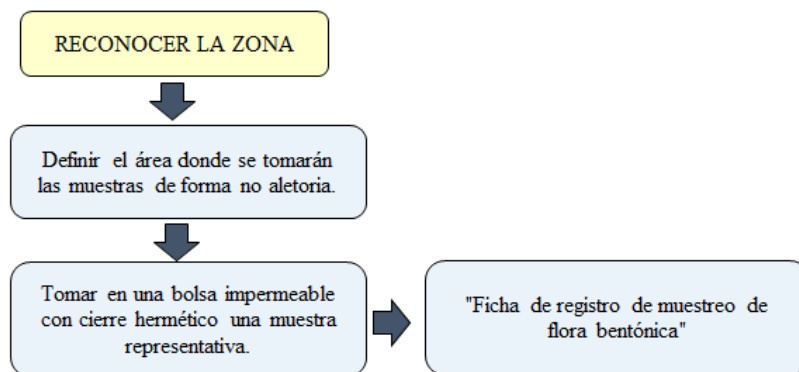 RECONOCER LA ZONA
Definir el área donde se tomarán
las muestras de forma no aletoria.
Tomar en una bolsa impermeable
con cierre hermético una muestra
representativa.
"Ficha de registro de muestreo de
flora bentónica"